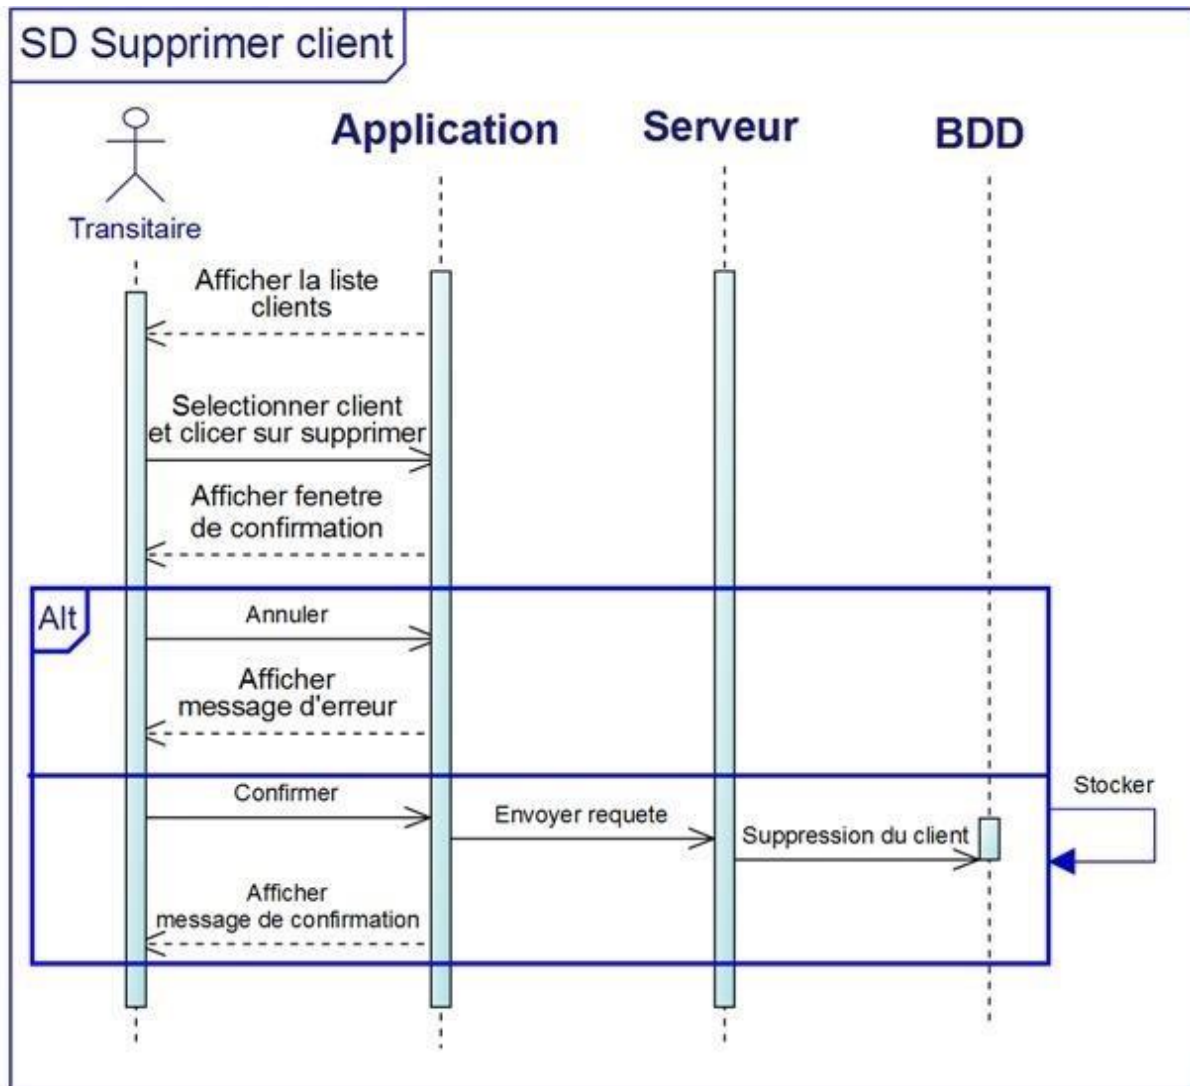 SD Supprimer client
Application
Serveur
BDD
Transitaire
Afficher la liste
clients
Selectionner client
et clicer sur supprimer
Afficher fenetre
de confirmation
Alt
Annuler
Afficher
message d'erreur
Confirmer
Stocker
Envoyer requete
Suppression du client
Afficher
message de confirmation